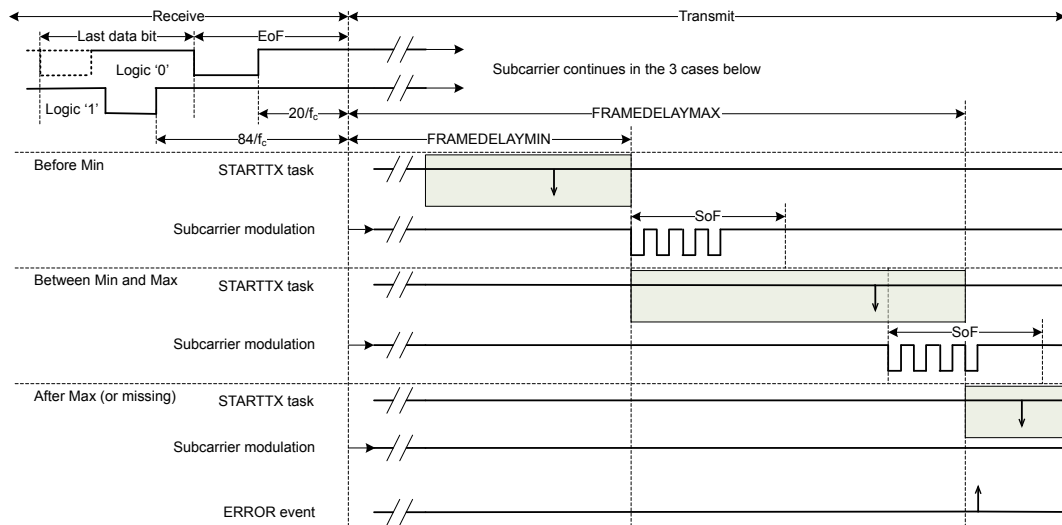 Receive
Transmit
Last data bit
EoF
Logic ‘0’
Subcarrier continues in the 3 cases below
Logic ‘1’
20/fc
FRAMEDELAYMAX
84/fc
FRAMEDELAYMIN
Before Min
STARTTX task
SoF
Subcarrier modulation
Between Min and Max
STARTTX task
SoF
Subcarrier modulation
After Max (or missing)
STARTTX task
Subcarrier modulation
ERROR event